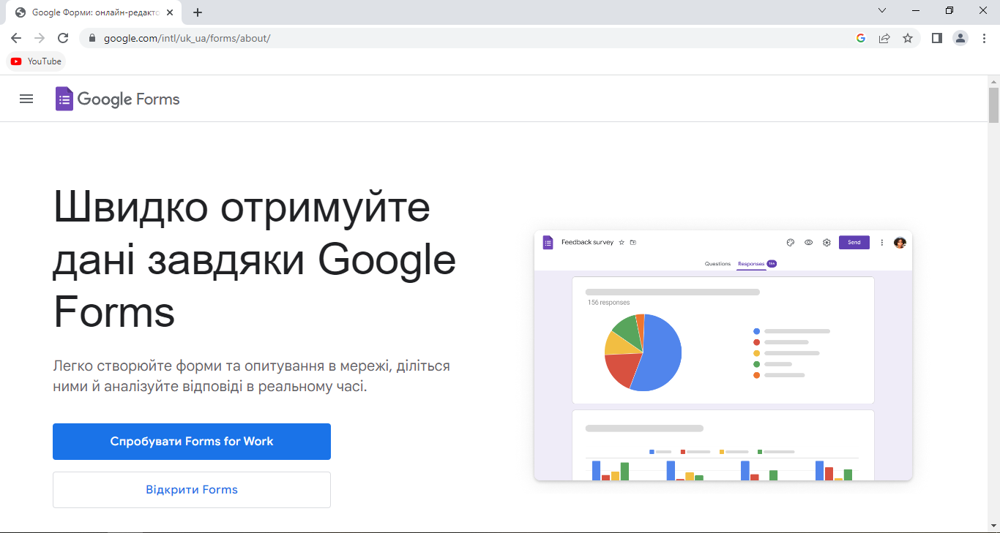 Google Форми: онлайн-редакто
google.com/intl/uk_ua/forms/about/
YouTube
Google Forms
Швидко отримуйте
дані завдяки Google
Forms
Легко створюйте форми та опитування в мережі, діліться
ними й аналізуйте відповіді в реальному часі.
Спробувати Forms for Work
Відкрити Forms
Feedback survey
Send
Questions
Responses 156
156 responses